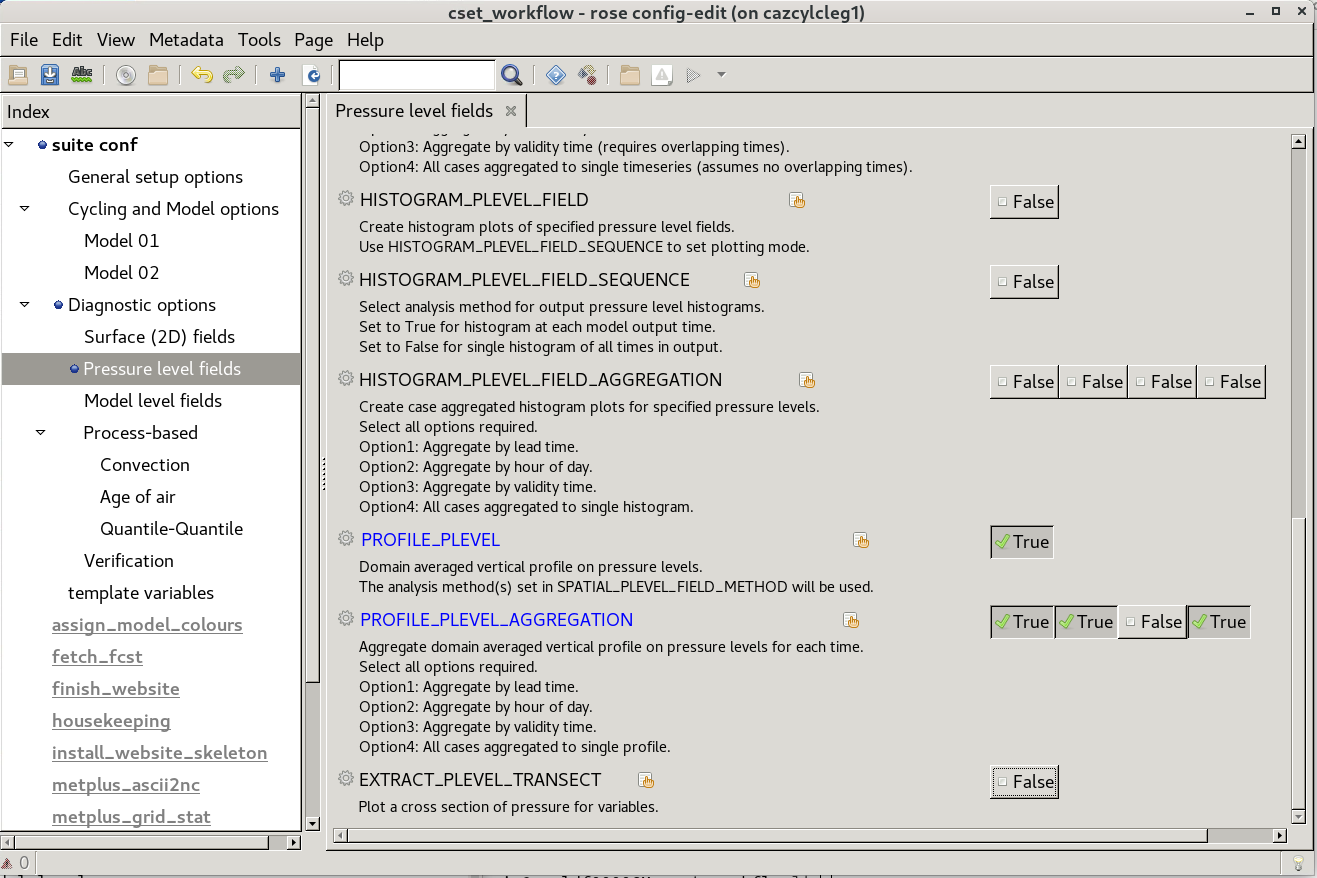 cset_workflow - rose config-edit (on cazcylcleg1)
File Edit View Metadata Tools Page Help
Index
suite conf
General setup options
Cycling and Model options
Model 01
Model 02
Diagnostic options
Surface (2D) fields
Pressure level fields
Model level fields
Process-based
Convection
Age of air
Quantile-Quantile
Verification
template variables
assign_model_colours
fetch_fcst
finish_website
housekeeping
install_website_skeleton
metplus_ascii2nc
metplus_grid_stat
Pressure level fields
Option3: Aggregate by validity time (requires overlapping times).
Option4: All cases aggregated to single timeseries (assumes no overlapping times).
HISTOGRAM_PLEVEL_FIELD False
Create histogram plots of specified pressure level fields.
Use HISTOGRAM_PLEVEL_FIELD_SEQUENCE to set plotting mode.
HISTOGRAM_PLEVEL_FIELD_SEQUENCE False
Select analysis method for output pressure level histograms.
Set to True for histogram at each model output time.
Set to False for single histogram of all times in output.
HISTOGRAM_PLEVEL_FIELD_AGGREGATION False False False False
Create case aggregated histogram plots for specified pressure levels.
Select all options required.
Option1: Aggregate by lead time.
Option2: Aggregate by hour of day.
Option3: Aggregate by validity time.
Option4: All cases aggregated to single histogram.
PROFILE_PLEVEL True
Domain averaged vertical profile on pressure levels.
The analysis method(s) set in SPATIAL_PLEVEL_FIELD_METHOD will be used.
PROFILE_PLEVEL_AGGREGATION True True False True
Aggregate domain averaged vertical profile on pressure levels for each time.
Select all options required.
Option1: Aggregate by lead time.
Option2: Aggregate by hour of day.
Option3: Aggregate by validity time.
Option4: All cases aggregated to single profile.
EXTRACT_PLEVEL_TRANSECT False
Plot a cross section of pressure for variables.
0